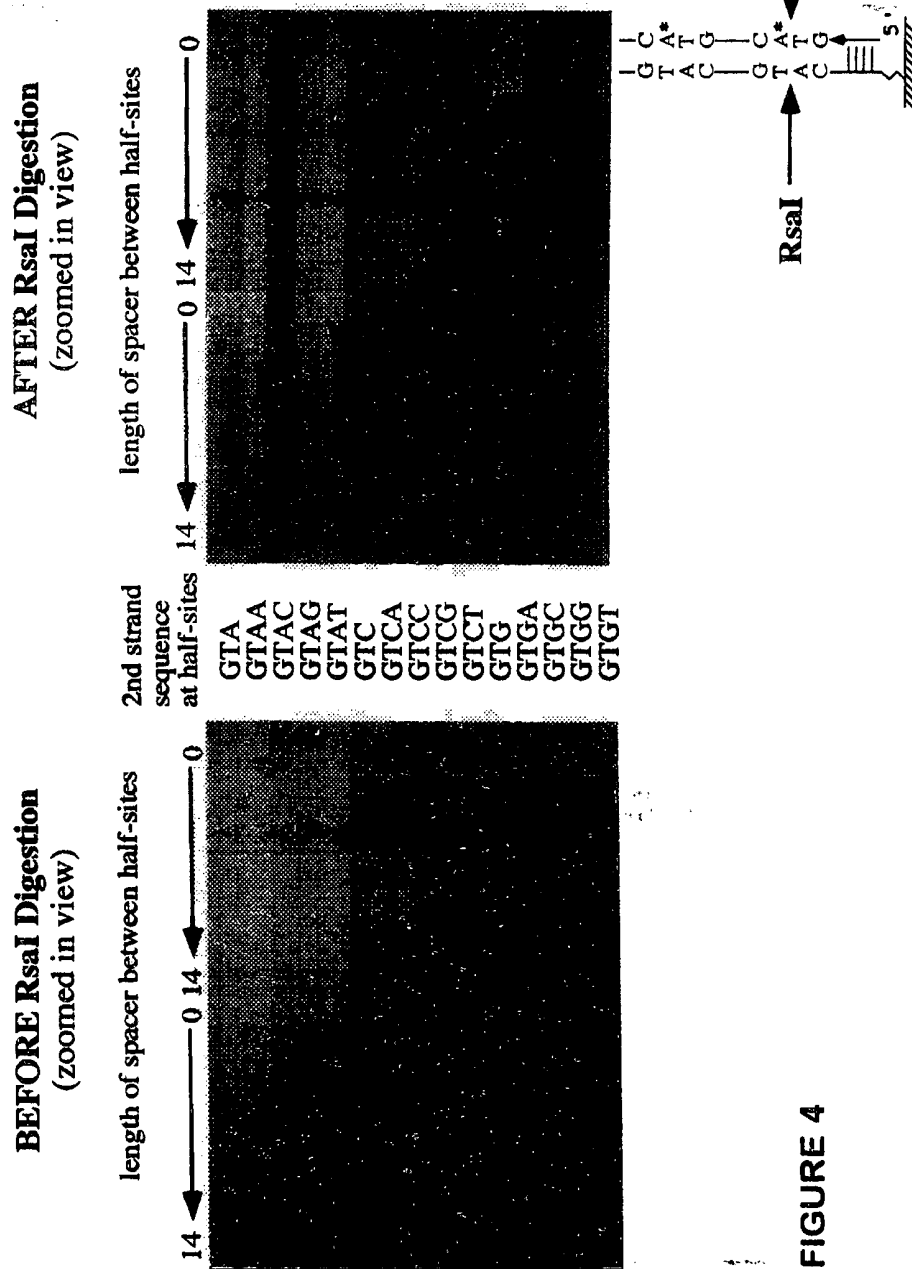 BEFORE RsaI Digestion
(zoomed in view)
length of spacer between half-sites
14 0 14 0
2nd strand
sequence
at half-sites
GTA
GTAA
GTAC
GTAG
GTAT
GTC
GTCA
GTCC
GTCG
GTCT
GTG
GTGA
GTGC
GTGG
GTGT
AFTER RsaI Digestion
(zoomed in view)
length of spacer between half-sites
14 0 14 0
RsaI
G T A C G T A C
C A* T G C A* T G
5'
FIGURE 4